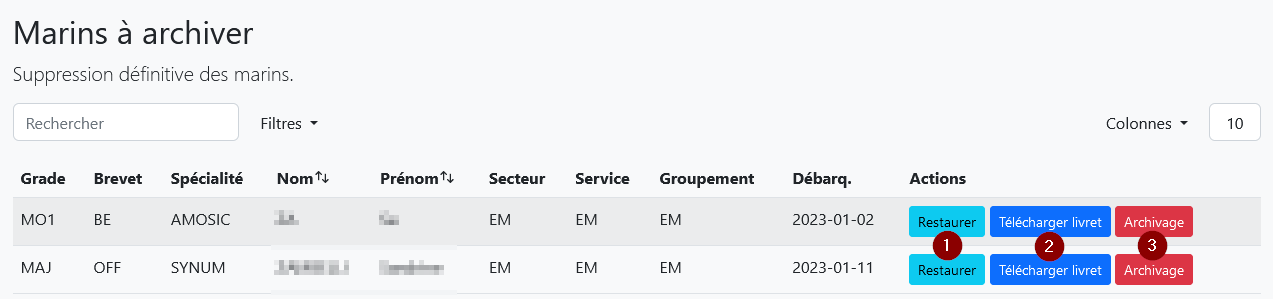 Marins à archiver
Suppression définitive des marins.
Rechercher Filtres Colonnes 10
Grade Brevet Spécialité Nom Prénom Secteur Service Groupement Débarq. Actions
MO1 BE AMOSIC EM EM EM 2023-01-02 Restaurer Télécharger livret Archivage
1 2 3
MAJ OFF SYNUM EM EM EM 2023-01-11 Restaurer Télécharger livret Archivage